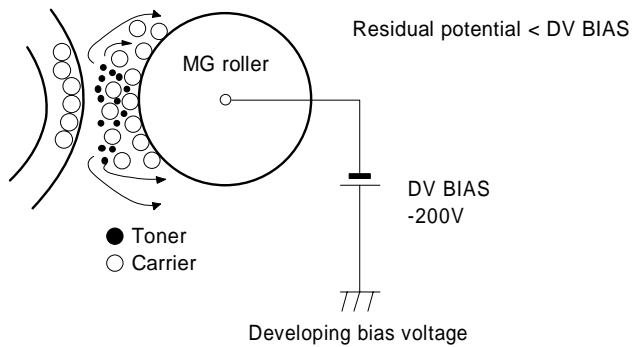 Residual potential < DV BIAS
MG roller
DV BIAS
-200V
Toner
Carrier
Developing bias voltage